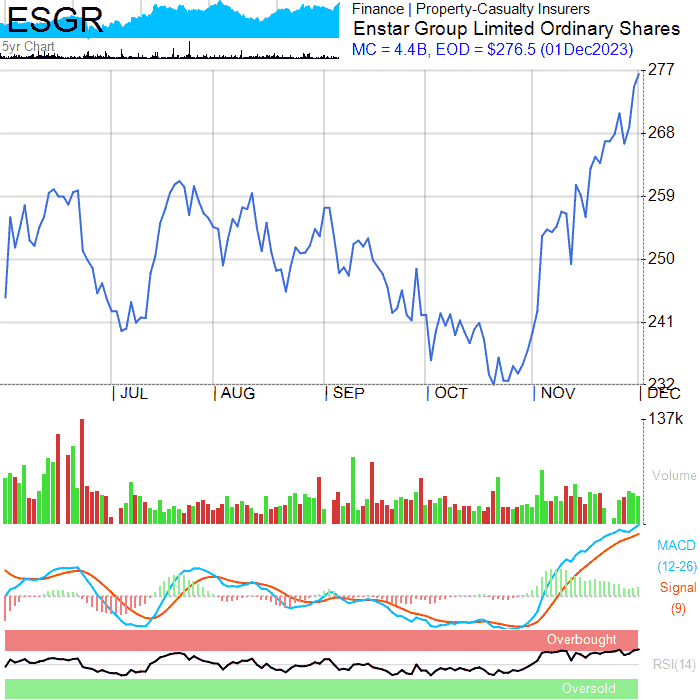 ESGR
Finance | Property-Casualty Insurers
Enstar Group Limited Ordinary Shares
5yr Chart
MC = 4.4B, EOD = $276.5 (01Dec2023)
277
268
259
250
241
232
JUL
AUG
SEP
OCT
NOV
DEC
137k
Volume
MACD
(12-26)
Signal
(9)
Overbought
RSI(14)
Oversold